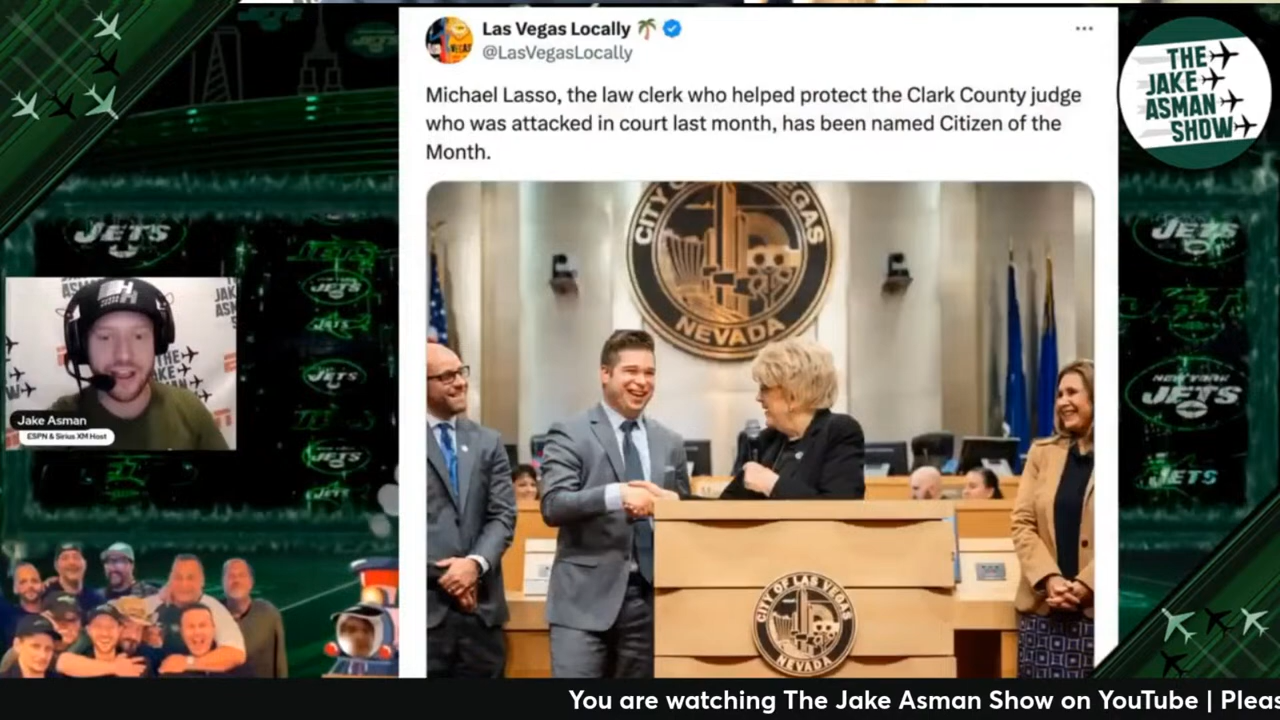 Las Vegas Locally
@LasVegasLocally
Michael Lasso, the law clerk who helped protect the Clark County judge
who was attacked in court last month, has been named Citizen of the
Month.
THE
JAKE
ASMAN
SHOW
JETS
JETS
JETS
JETS
JETS
JETS
NEW YORK
JETS
JETS
CITY OF LAS VEGAS
NEVADA
CITY OF LAS VEGAS
NEVADA
Jake Asman
ESPN & Sirius XM Host
You are watching The Jake Asman Show on YouTube | Pleas